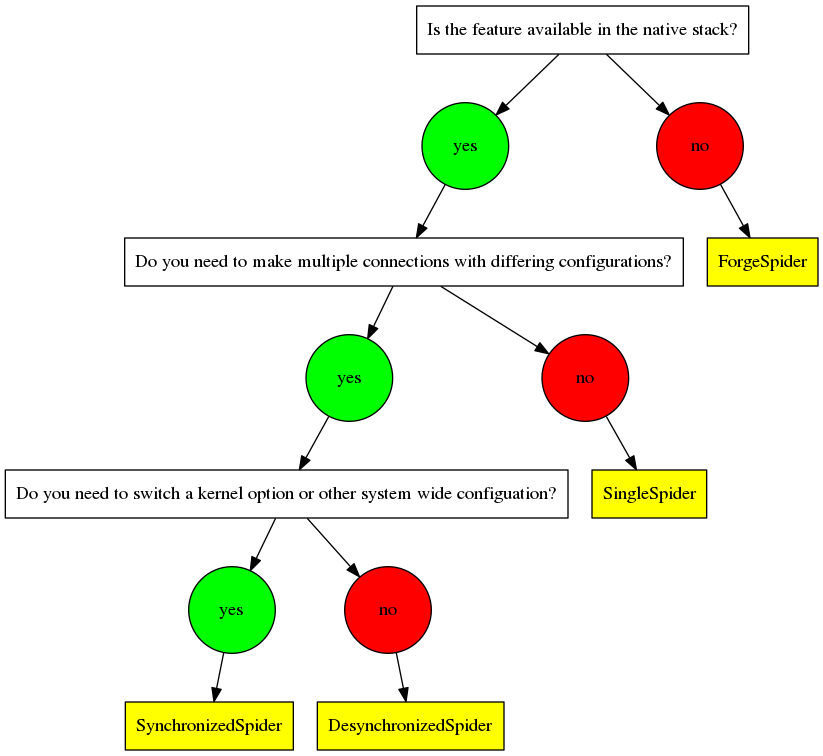 Is the feature available in the native stack?
yes
no
Do you need to make multiple connections with differing configurations?
ForgeSpider
yes
no
Do you need to switch a kernel option or other system wide configuation?
SingleSpider
yes
no
SynchronizedSpider
DesynchronizedSpider